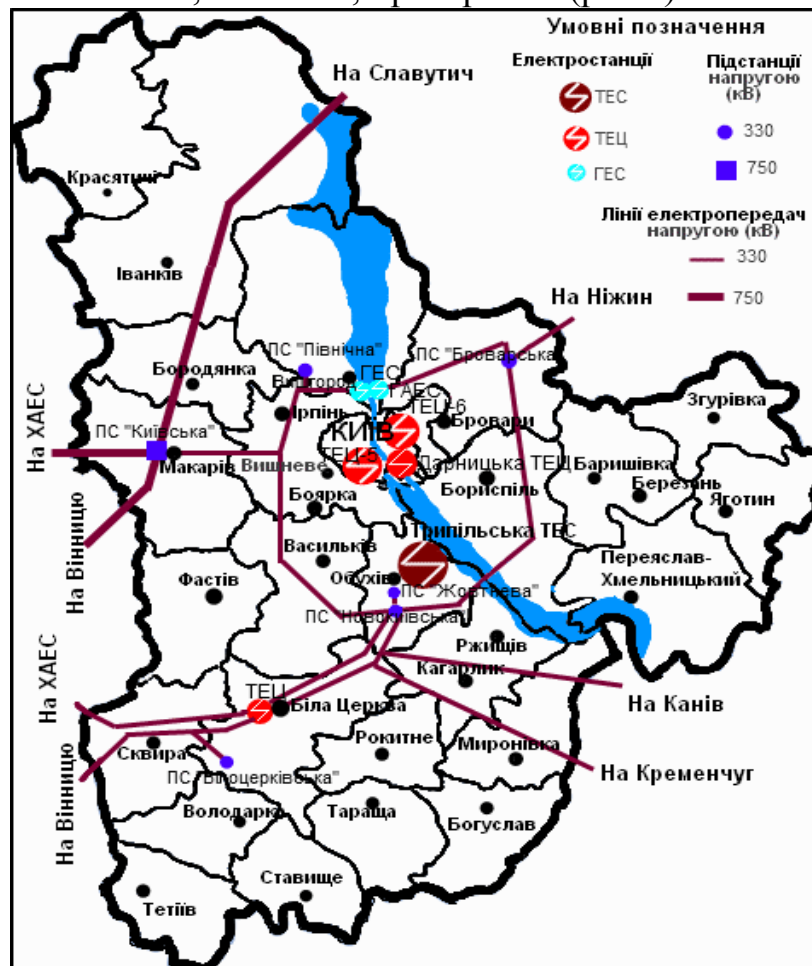 Умовні позначення
Електростанції
Підстанції
напругою
(кВ)
ТЕС
ТЕЦ
330
ГЕС
750
Лінії електропередач
напругою (кВ)
330
750
На Славутич
Красятичі
Іванків
На Ніжин
ПС "Північна"
ПС "Броварська"
Бородянка
Вишгород
ГЕС
ГАЕС
Згурівка
ТЕЦ-6
Ірпінь
КИЇВ
Бровари
На ХАЕС
ПС "Київська"
Макарів
Вишневе
ТЕЦ-5
Дарницька ТЕЦ
Баришівка
Березань
Бориспіль
Яготин
Боярка
На Вінницю
Трипільська ТЕС
Васильків
Переяслав-
Хмельницький
Фастів
Обухів
ПС "Жовтнева"
ПС "Новокиївська"
Ржищів
Кагарлик
На ХАЕС
ТЕЦ
Біла Церква
На Канів
Рокитне
Миронівка
Сквира
На Кременчуг
ПС "Білоцерківська"
На Вінницю
Володарка
Тараща
Богуслав
Ставище
Тетіїв